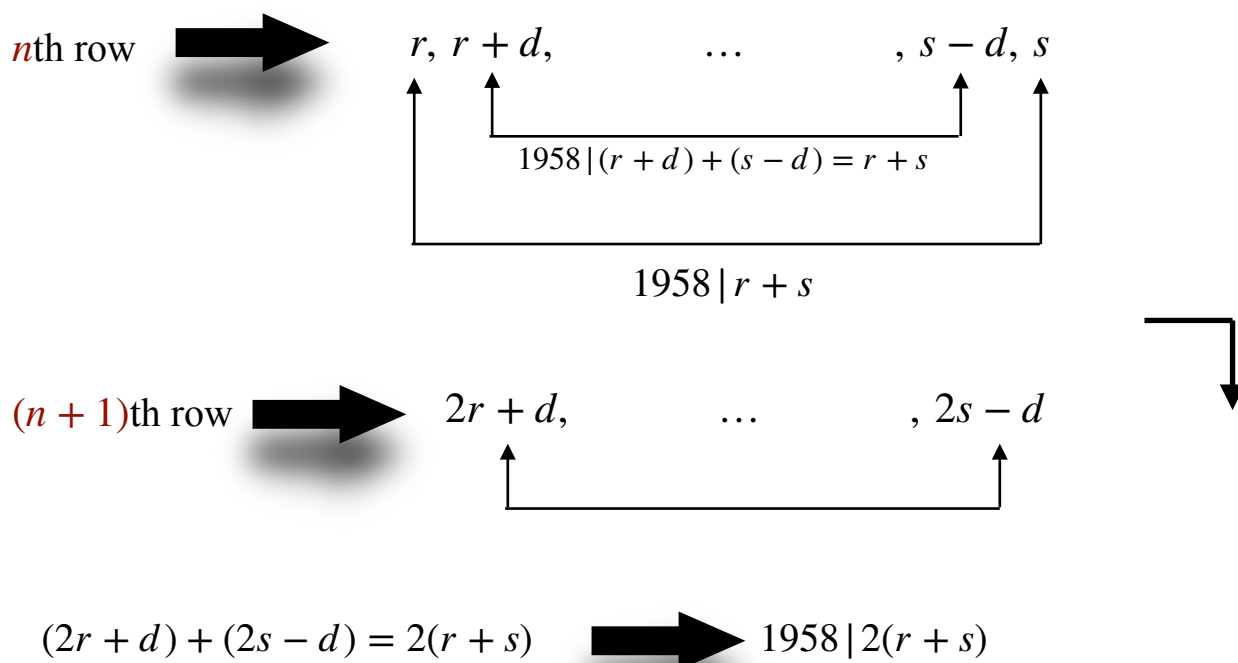 nth row r, r + d, … , s − d, s
1958 | (r + d) + (s − d) = r + s
1958 | r + s
(n + 1)th row 2r + d, … , 2s − d
(2r + d) + (2s − d) = 2(r + s) 1958 | 2(r + s)